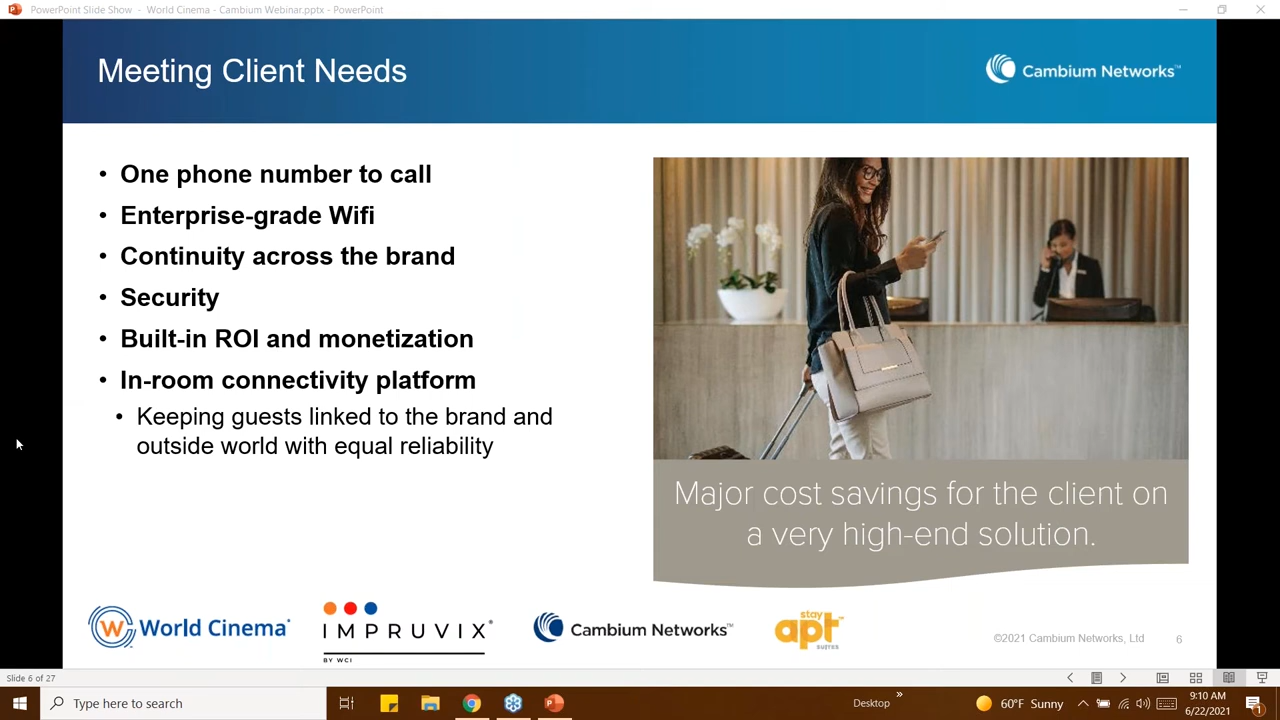 PowerPoint Slide Show - World Cinema - Cambium Webinar.pptx - PowerPoint
Meeting Client Needs
Cambium Networks™
• One phone number to call
• Enterprise-grade Wifi
• Continuity across the brand
• Security
• Built-in ROI and monetization
• In-room connectivity platform
• Keeping guests linked to the brand and
outside world with equal reliability
Major cost savings for the client on
a very high-end solution.
W World Cinema
IMPRUVIX®
BY WCI
Cambium Networks™
stay
apt
SUITES
©2021 Cambium Networks, Ltd 6
Slide 6 of 27
Type here to search
Desktop
»
60°F Sunny
9:10 AM
6/22/2021
1